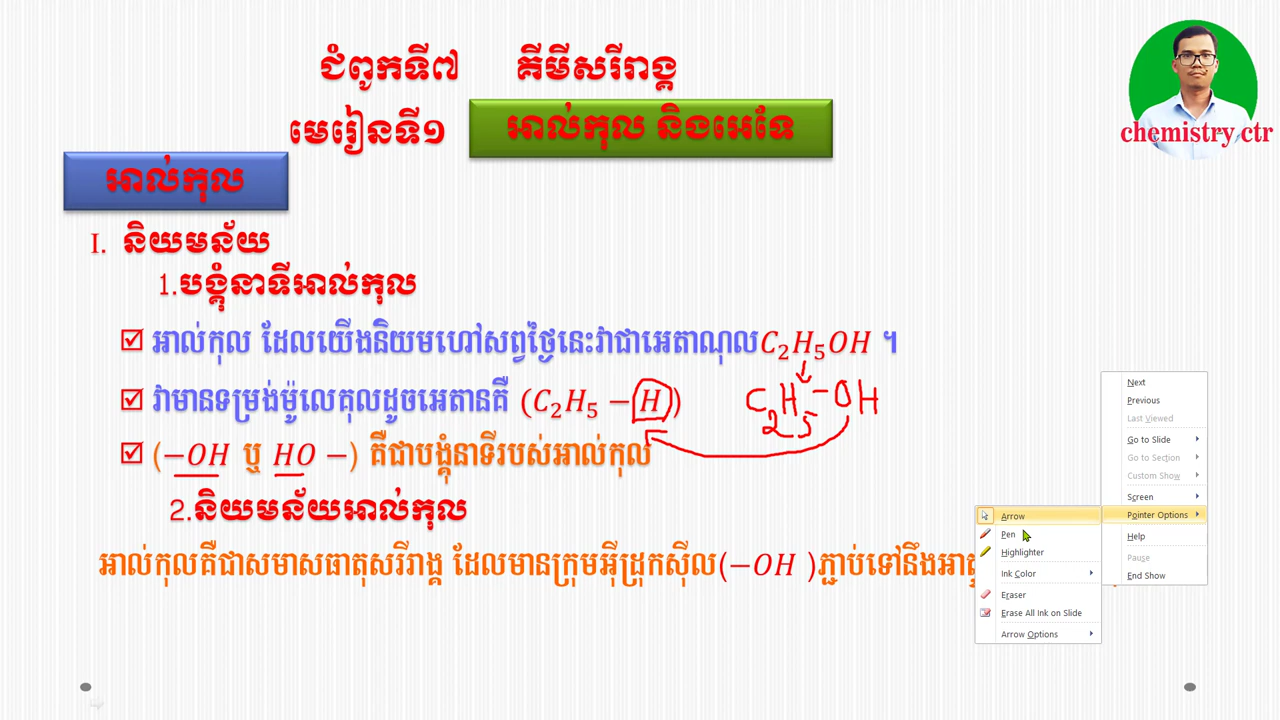 ជំពូកទី៧ គីមីសរីរាង្គ
មេរៀនទី១ អាល់កុល និងអេទែ
chemistry ctr
អាល់កុល
I. និយមន័យ
1.បង្គុំនាទីអាល់កុល
អាល់កុល ដែលយើងនិយមហៅសព្វថ្ងៃនេះវាជាអេតាណុល C₂H₅OH ។
វាមានទម្រង់ម៉ូលេគុលដូចអេតានគឺ (C₂H₅ − H) C₂H₅−OH
(−OH ឬ HO −) គឺជាបង្គុំនាទីរបស់អាល់កុល
2.និយមន័យអាល់កុល
អាល់កុលគឺជាសមាសធាតុសរីរាង្គ ដែលមានក្រុមអ៊ីដ្រុកស៊ីល(−OH )ភ្ជាប់ទៅនឹង
Next
Previous
Last Viewed
Go to Slide
Go to Section
Custom Show
Screen
Pointer Options
Help
Pause
End Show
Arrow
Pen
Highlighter
Ink Color
Eraser
Erase All Ink on Slide
Arrow Options